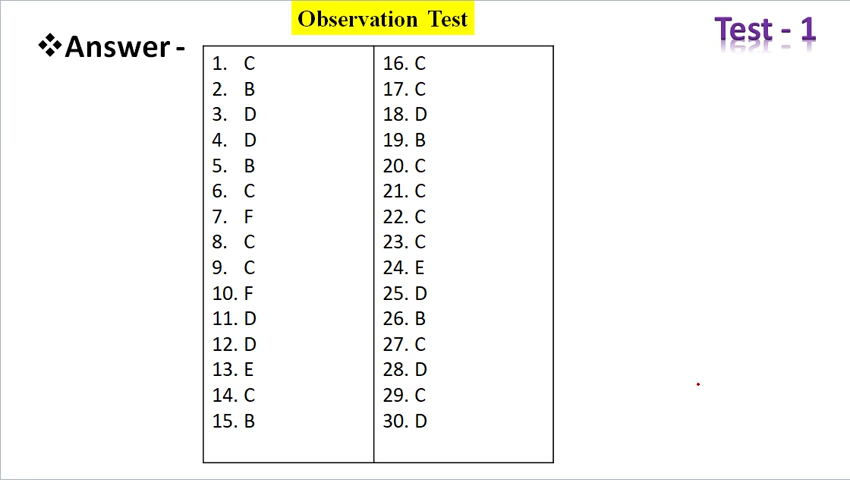 Observation Test
Test - 1
❖Answer -
1. C
2. B
3. D
4. D
5. B
6. C
7. F
8. C
9. C
10. F
11. D
12. D
13. E
14. C
15. B
16. C
17. C
18. D
19. B
20. C
21. C
22. C
23. C
24. E
25. D
26. B
27. C
28. D
29. C
30. D